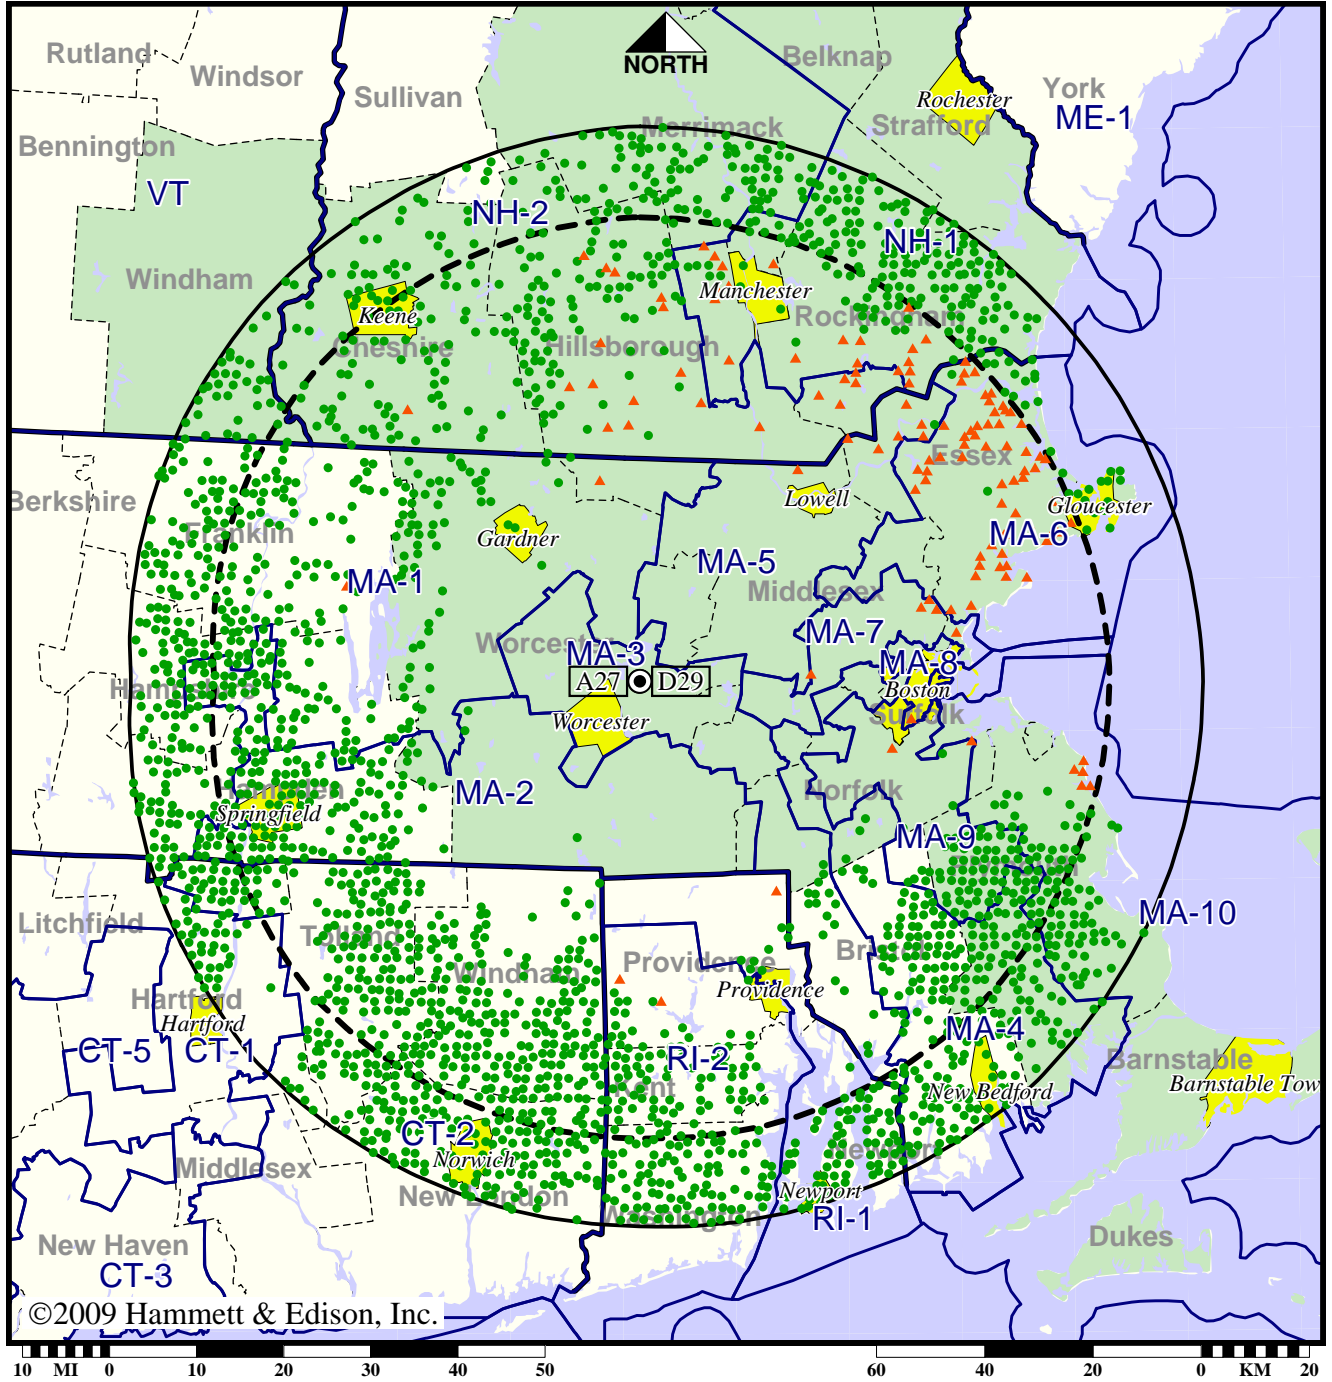 Rutland
Windsor
Sullivan
Belknap
NORTH
York
ME-1
Rochester
Strafford
Merrimack
Bennington
VT
NH-2
NH-1
Windham
Manchester
Keene
Rockingham
Cheshire
Hillsborough
Berkshire
Essex
Lowell
Gloucester
Franklin
Gardner
MA-6
MA-5
MA-1
Middlesex
MA-7
Worcester
MA-3
MA-8
A27
D29
Hampshire
Boston
Suffolk
Worcester
Hampden
MA-2
Norfolk
Springfield
MA-9
MA-10
Litchfield
Tolland
Bristol
Windham
Providence
Providence
Hartford
Hartford
MA-4
CT-5
CT-1
RI-2
Barnstable
Kent
New Bedford
Barnstable Tow
CT-2
Norwich
Newport
Middlesex
New London
Newport
Washington
RI-1
Dukes
New Haven
CT-3
©2009 Hammett & Edison, Inc.
10 MI 0 10 20 30 40 50
60 40 20 0 KM 20